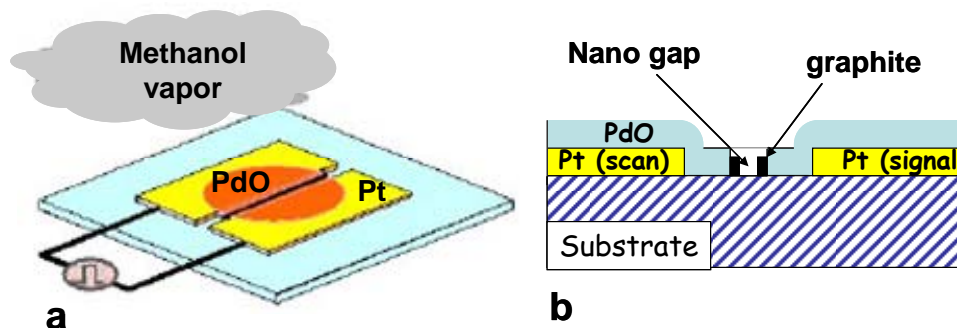 Methanol
vapor
PdO
Pt
a
Nano gap
graphite
PdO
Pt (scan)
Pt (signal
Substrate
b